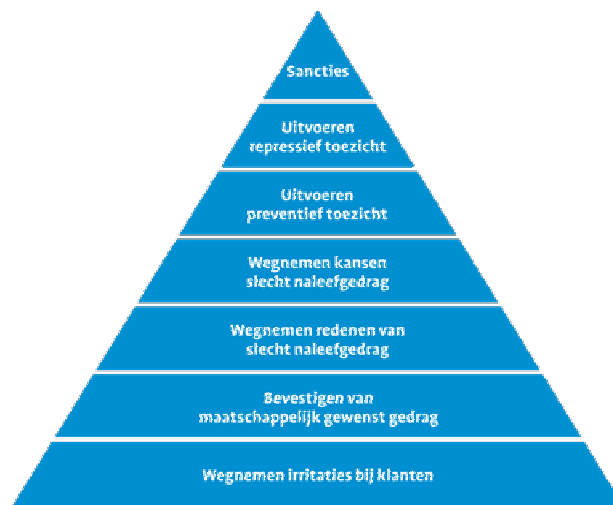 Sancties
Uitvoeren
repressief toezicht
Uitvoeren
preventief toezicht
Wegnemen kansen
slecht naleefgedrag
Wegnemen redenen van
slecht naleefgedrag
Bevestigen van
maatschappelijk gewenst gedrag
Wegnemen irritaties bij klanten